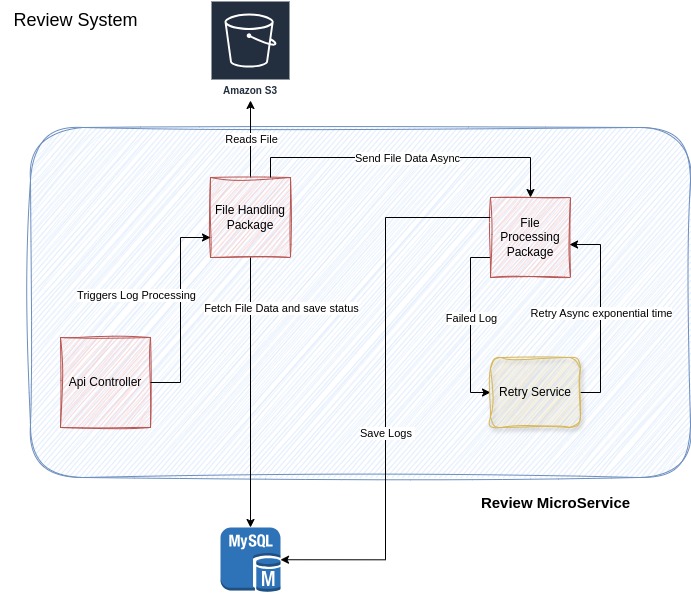 Review System
Amazon S3
Reads File
Send File Data Async
File Handling
Package
File
Processing
Package
Triggers Log Processing
Fetch File Data and save status
Failed Log
Retry Async exponential time
Api Controller
Retry Service
Save Logs
Review MicroService
MySQL
M